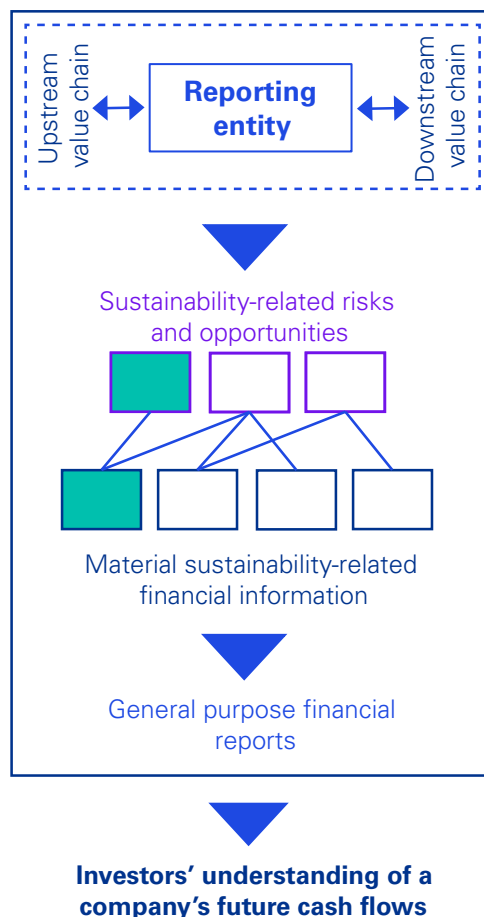 Upstream
value chain
Reporting
entity
Downstream
value chain
Sustainability-related risks
and opportunities
Material sustainability-related
financial information
General purpose financial
reports
Investors’ understanding of a
company’s future cash flows